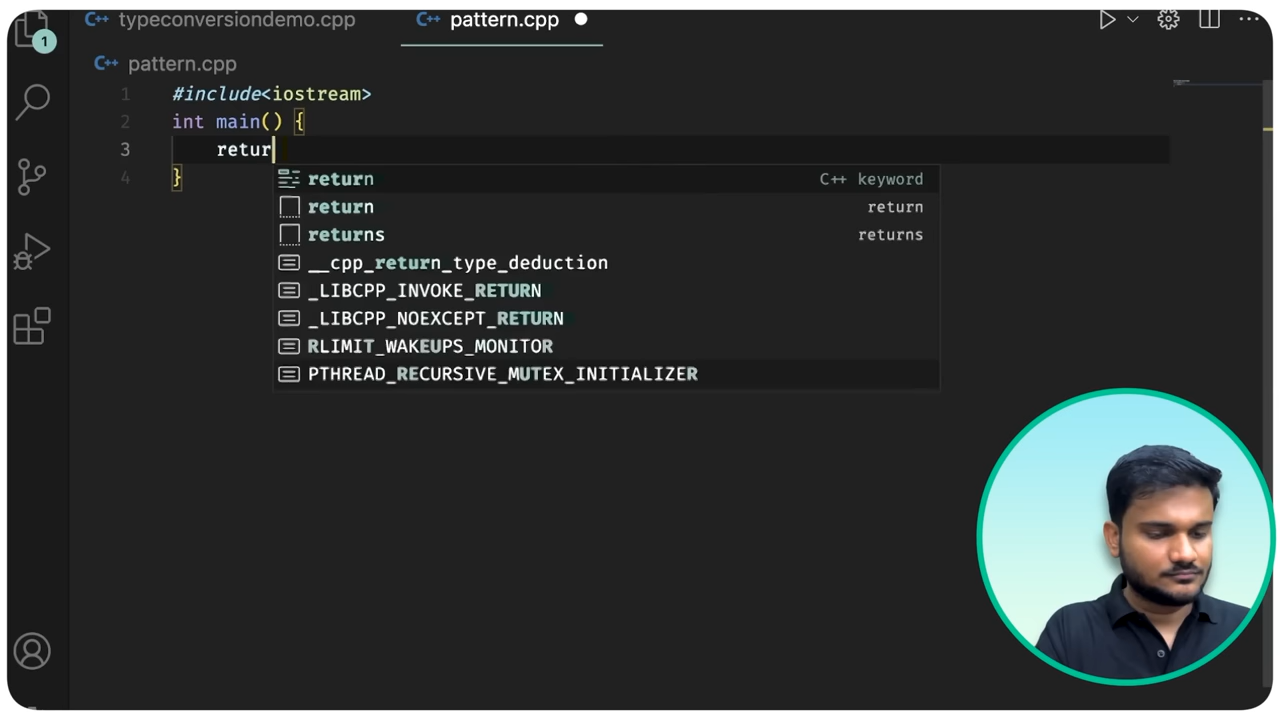 typeconversiondemo.cpp
pattern.cpp
1
pattern.cpp
1 #include<iostream>
2 int main() {
3 retur
4 }
return C++ keyword
return return
returns returns
__cpp_return_type_deduction
_LIBCPP_INVOKE_RETURN
_LIBCPP_NOEXCEPT_RETURN
RLIMIT_WAKEUPS_MONITOR
PTHREAD_RECURSIVE_MUTEX_INITIALIZER